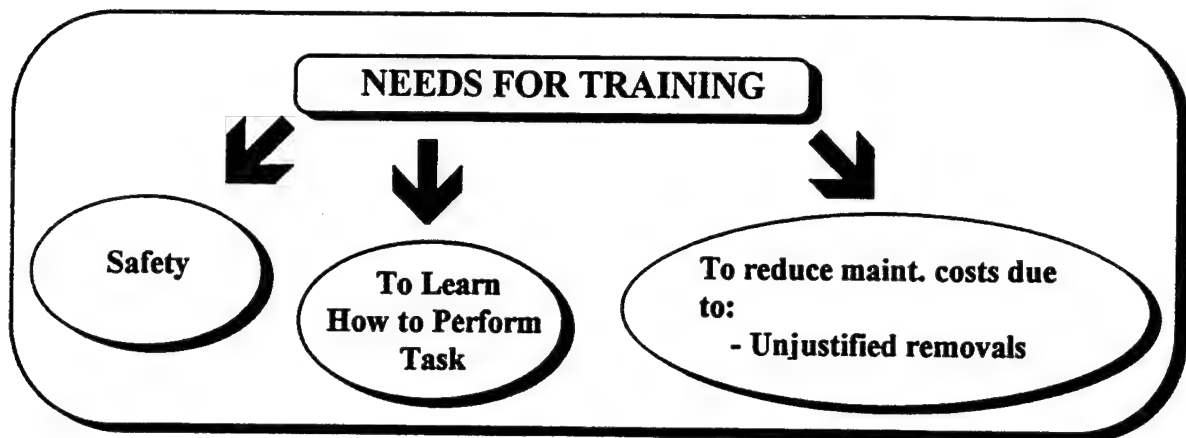 NEEDS FOR TRAINING
Safety
To Learn
How to Perform
Task
To reduce maint. costs due
to:
- Unjustified removals